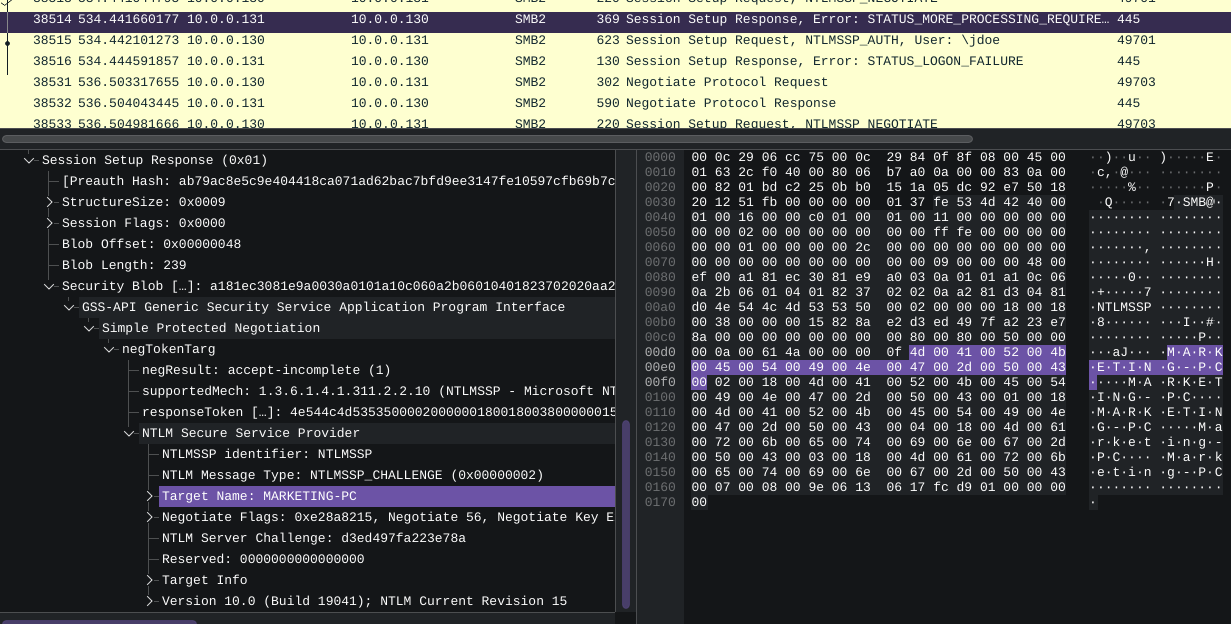 38514 534.441660177 10.0.0.131 10.0.0.130 SMB2 369 Session Setup Response, Error: STATUS_MORE_PROCESSING_REQUIRE… 445
38515 534.442101273 10.0.0.130 10.0.0.131 SMB2 623 Session Setup Request, NTLMSSP_AUTH, User: \jdoe 49701
38516 534.444591857 10.0.0.131 10.0.0.130 SMB2 130 Session Setup Response, Error: STATUS_LOGON_FAILURE 445
38531 536.503317655 10.0.0.130 10.0.0.131 SMB2 302 Negotiate Protocol Request 49703
38532 536.504043445 10.0.0.131 10.0.0.130 SMB2 590 Negotiate Protocol Response 445
38533 536.504981666 10.0.0.130 10.0.0.131 SMB2 220 Session Setup Request, NTLMSSP_NEGOTIATE 49703
Session Setup Response (0x01)
[Preauth Hash: ab79ac8e5c9e404418ca071ad62bac7bfd9ee3147fe10597cfb69b7c
StructureSize: 0x0009
Session Flags: 0x0000
Blob Offset: 0x00000048
Blob Length: 239
Security Blob […]: a181ec3081e9a0030a0101a10c060a2b06010401823702020aa2
GSS-API Generic Security Service Application Program Interface
Simple Protected Negotiation
negTokenTarg
negResult: accept-incomplete (1)
supportedMech: 1.3.6.1.4.1.311.2.2.10 (NTLMSSP - Microsoft NT
responseToken […]: 4e544c4d5353500002000000180018003800000015
NTLM Secure Service Provider
NTLMSSP identifier: NTLMSSP
NTLM Message Type: NTLMSSP_CHALLENGE (0x00000002)
Target Name: MARKETING-PC
Negotiate Flags: 0xe28a8215, Negotiate 56, Negotiate Key E
NTLM Server Challenge: d3ed497fa223e78a
Reserved: 0000000000000000
Target Info
Version 10.0 (Build 19041); NTLM Current Revision 15
0000 00 0c 29 06 cc 75 00 0c 29 84 0f 8f 08 00 45 00 ··)··u·· )·····E·
0010 01 63 2c f0 40 00 80 06 b7 a0 0a 00 00 83 0a 00 ·c,·@··· ········
0020 00 82 01 bd c2 25 0b b0 15 1a 05 dc 92 e7 50 18 ·····%·· ······P·
0030 20 12 51 fb 00 00 00 00 01 37 fe 53 4d 42 40 00 ·Q····· ·7·SMB@·
0040 01 00 16 00 00 c0 01 00 01 00 11 00 00 00 00 00 ········ ········
0050 00 00 00 02 00 00 00 00 00 00 ff fe 00 00 00 00 ········ ········
0060 00 00 01 00 00 00 00 2c 00 00 00 00 00 00 00 00 ·······, ········
0070 00 00 00 00 00 00 00 00 00 00 09 00 00 00 48 00 ········ ······H·
0080 ef 00 a1 81 ec 30 81 e9 a0 03 0a 01 01 a1 0c 06 ·····0·· ········
0090 0a 2b 06 01 04 01 82 37 02 02 0a a2 81 d3 04 81 ·+·····7 ········
00a0 d0 4e 54 4c 4d 53 53 50 00 02 00 00 00 18 00 18 ·NTLMSSP ········
00b0 00 38 00 00 00 15 82 8a e2 d3 ed 49 7f a2 23 e7 ·8······ ···I··#·
00c0 8a 00 00 00 00 00 00 00 00 80 00 80 00 50 00 00 ········ ·····P··
00d0 00 0a 00 61 4a 00 00 00 0f 4d 00 41 00 52 00 4b ···aJ··· ·M·A·R·K
00e0 00 45 00 54 00 49 00 4e 00 47 00 2d 00 50 00 43 ·E·T·I·N ·G·-·P·C
00f0 00 02 00 18 00 4d 00 41 00 52 00 4b 00 45 00 54 ·····M·A ·R·K·E·T
0100 00 49 00 4e 00 47 00 2d 00 50 00 43 00 01 00 18 ·I·N·G·- ·P·C····
0110 00 4d 00 41 00 52 00 4b 00 45 00 54 00 49 00 4e ·M·A·R·K ·E·T·I·N
0120 00 47 00 2d 00 50 00 43 00 04 00 18 00 4d 00 61 ·G·-·P·C ·····M·a
0130 00 72 00 6b 00 65 00 74 00 69 00 6e 00 67 00 2d ·r·k·e·t ·i·n·g·-
0140 00 50 00 43 00 03 00 18 00 4d 00 61 00 72 00 6b ·P·C···· ·M·a·r·k
0150 00 65 00 74 00 69 00 6e 00 67 00 2d 00 50 00 43 ·e·t·i·n ·g·-·P·C
0160 00 07 00 08 00 9e 06 13 06 17 fc d9 01 00 00 00 ········ ········
0170 00 ·